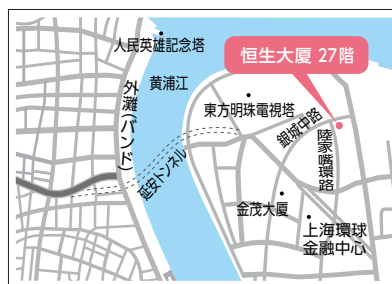 人民英雄記念塔
恒生大厦 27階
黄浦江
外灘(バンド)
東方明珠電視塔
銀城中路
陸家嘴環路
延安トンネル
金茂大厦
上海環球
金融中心